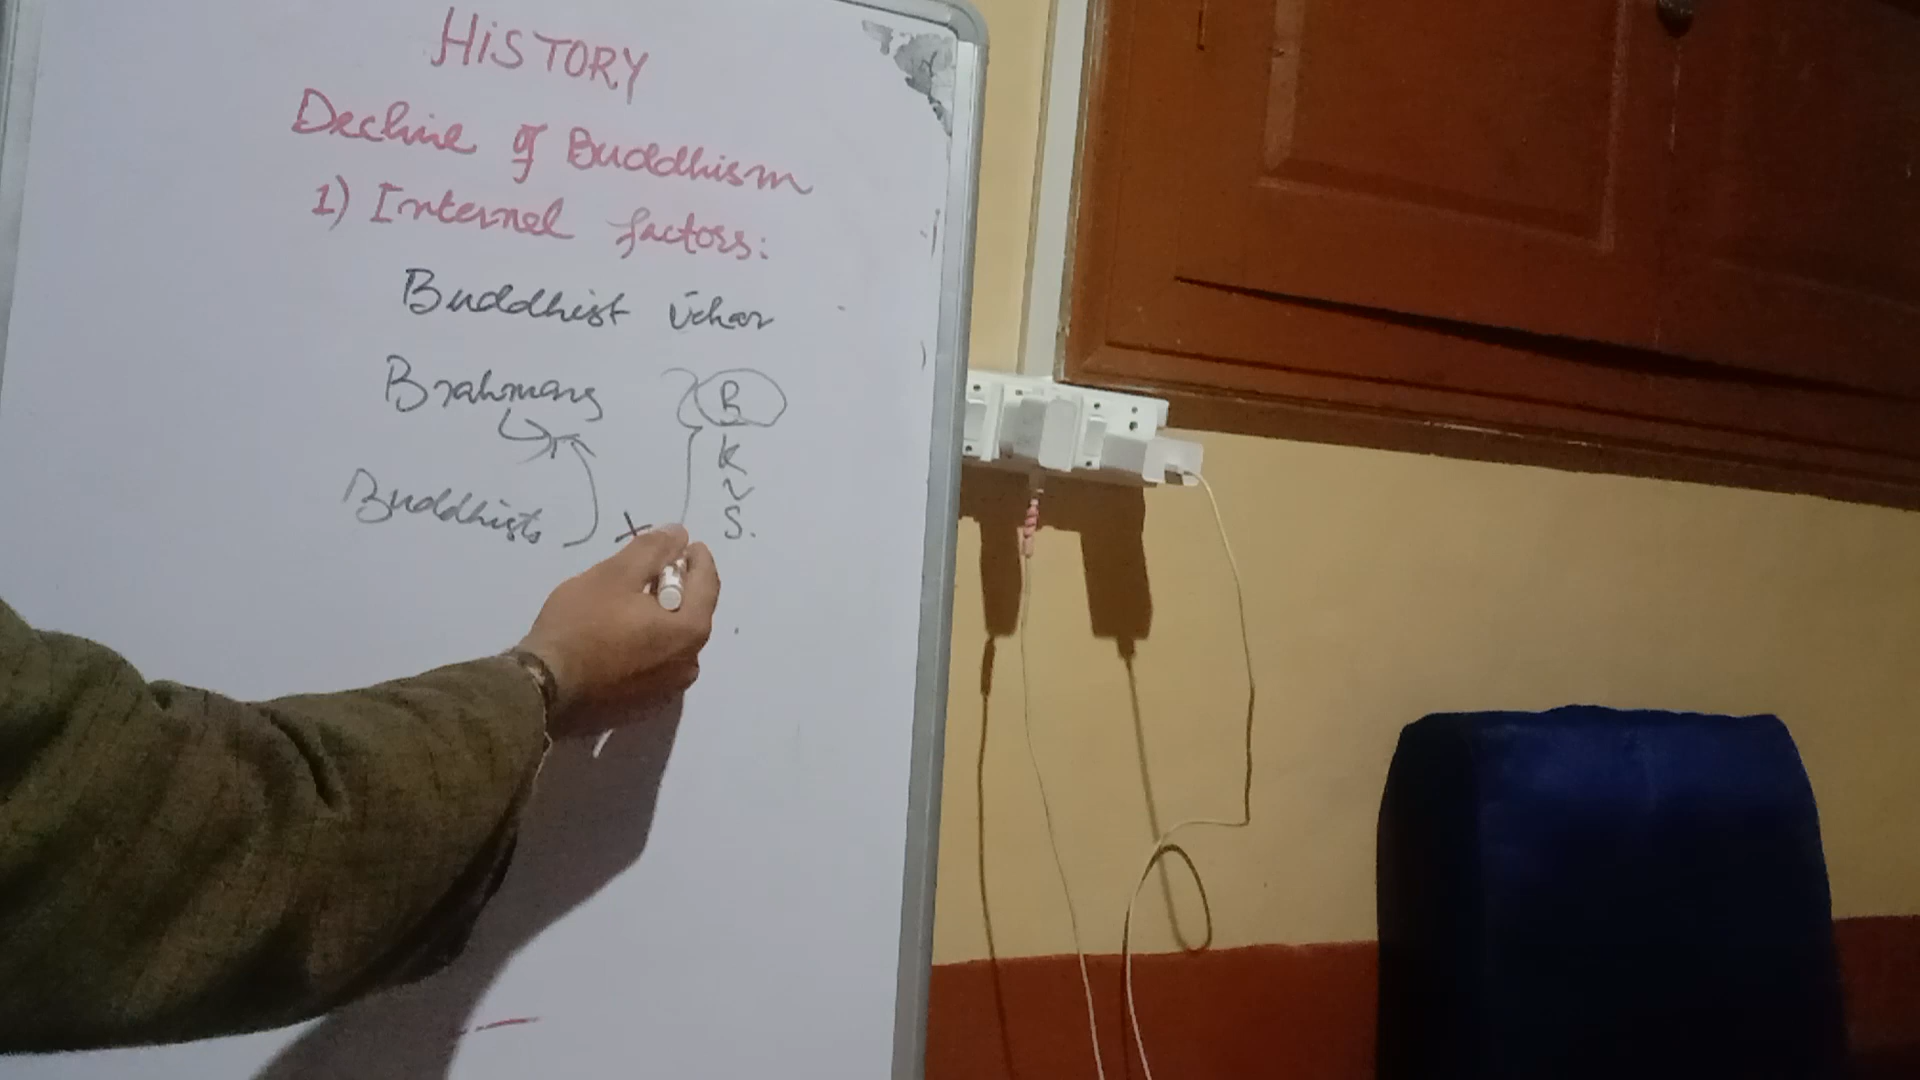 HiSTORY
Decline of Buddhism
1) Internel factors:
Buddhist vihar
Brahmans B
K
V
Buddhists X S.